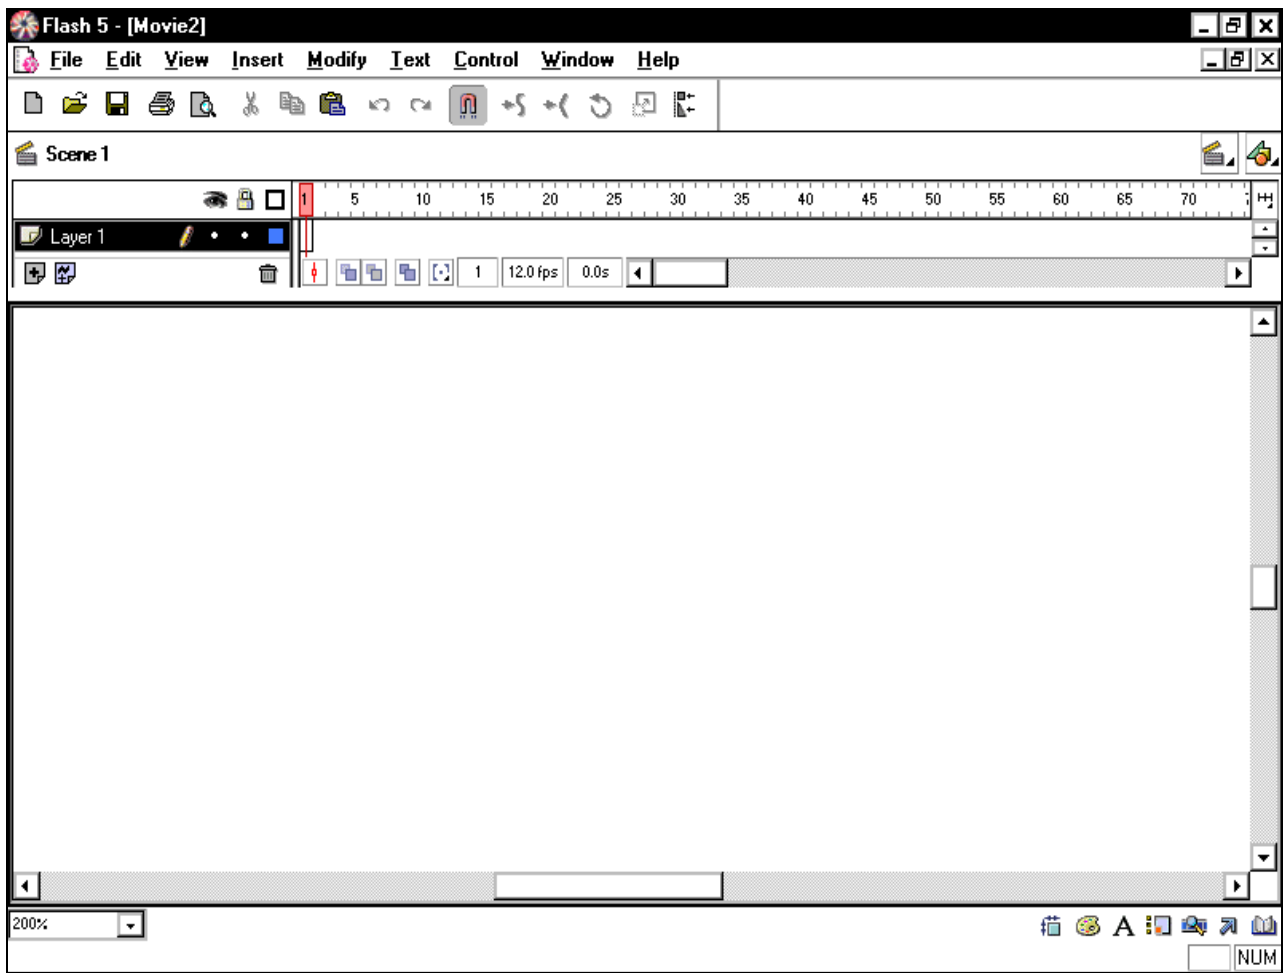 Flash 5 - [Movie2]
File Edit View Insert Modify Text Control Window Help
Scene 1
1 5 10 15 20 25 30 35 40 45 50 55 60 65 70
Layer 1
1 12.0 fps 0.0s
200%
A
NUM